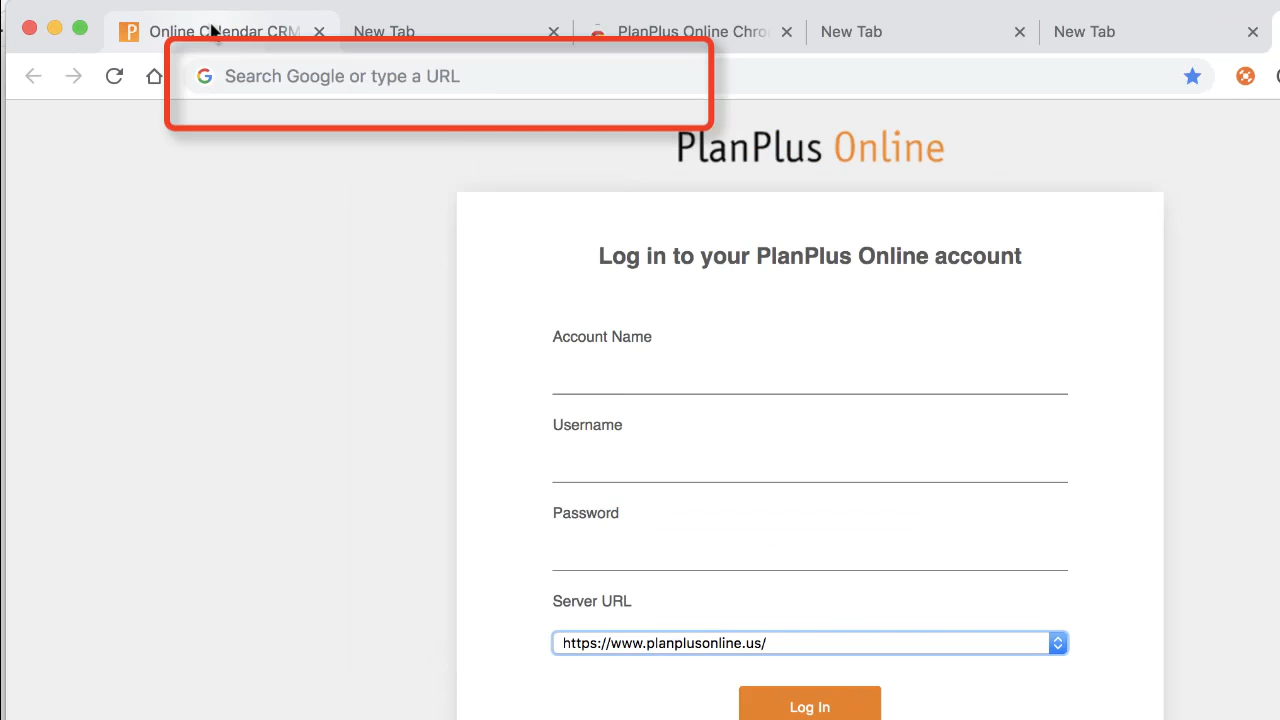 Online Calendar CRM
New Tab
PlanPlus Online Chro
New Tab
New Tab
Search Google or type a URL
PlanPlus Online
Log in to your PlanPlus Online account
Account Name
Username
Password
Server URL
https://www.planplusonline.us/
Log In